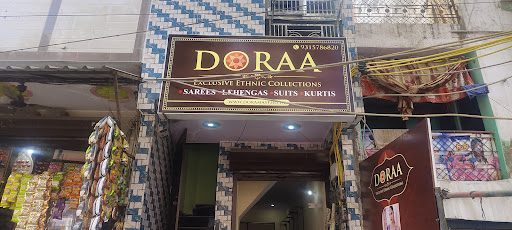 9315786820
DORAA
EXCLUSIVE ETHNIC COLLECTIONS
SAREES LEHENGAS SUITS KURTIS
DORAA